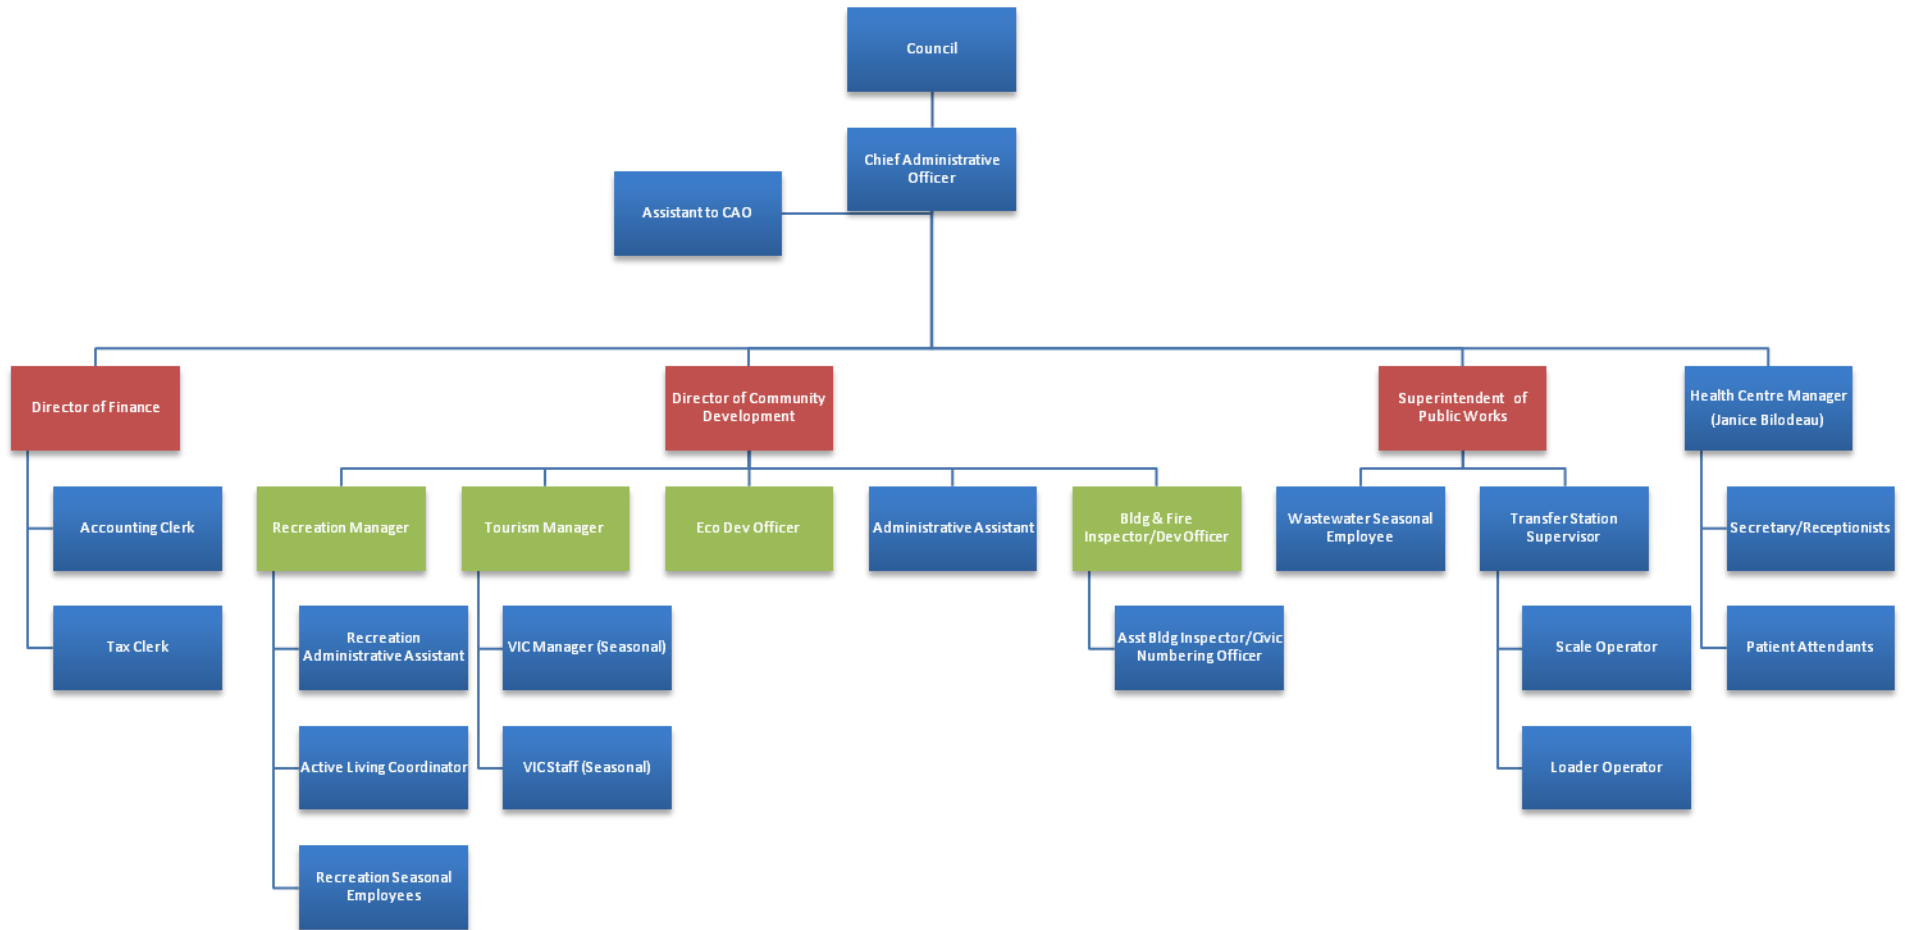 Council
Chief Administrative
Officer
Assistant to CAO
Director of Finance
Director of Community
Development
Superintendent of
Public Works
Health Centre Manager
(Janice Bilodeau)
Accounting Clerk
Recreation Manager
Tourism Manager
Eco Dev Officer
Administrative Assistant
Bldg & Fire
Inspector/Dev Officer
Wastewater Seasonal
Employee
Transfer Station
Supervisor
Secretary/Receptionists
Tax Clerk
Recreation
Administrative Assistant
VIC Manager (Seasonal)
Asst Bldg Inspector/Civic
Numbering Officer
Scale Operator
Patient Attendants
Active Living Coordinator
VIC Staff (Seasonal)
Loader Operator
Recreation Seasonal
Employees